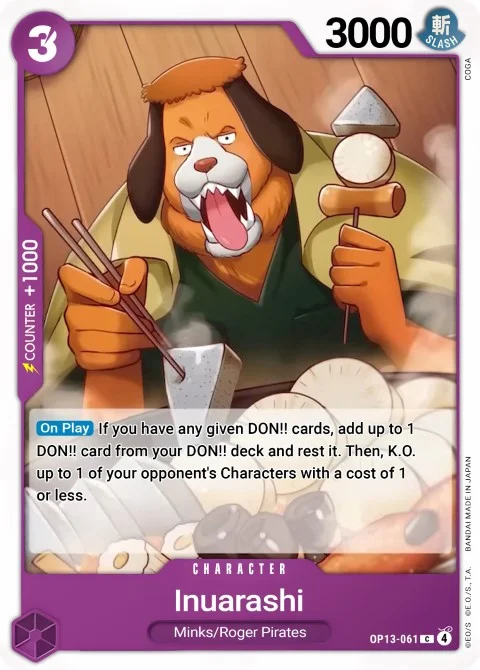 3
3000
斬
SLASH
COGA
COUNTER +1000
On Play If you have any given DON!! cards, add up to 1
DON!! card from your DON!! deck and rest it. Then, K.O.
up to 1 of your opponent's Characters with a cost of 1
or less.
CHARACTER
Inuarashi
Minks/Roger Pirates
OP13-061 C 4
©E.O/S ©E.O./S., T.A. BANDAI MADE IN JAPAN